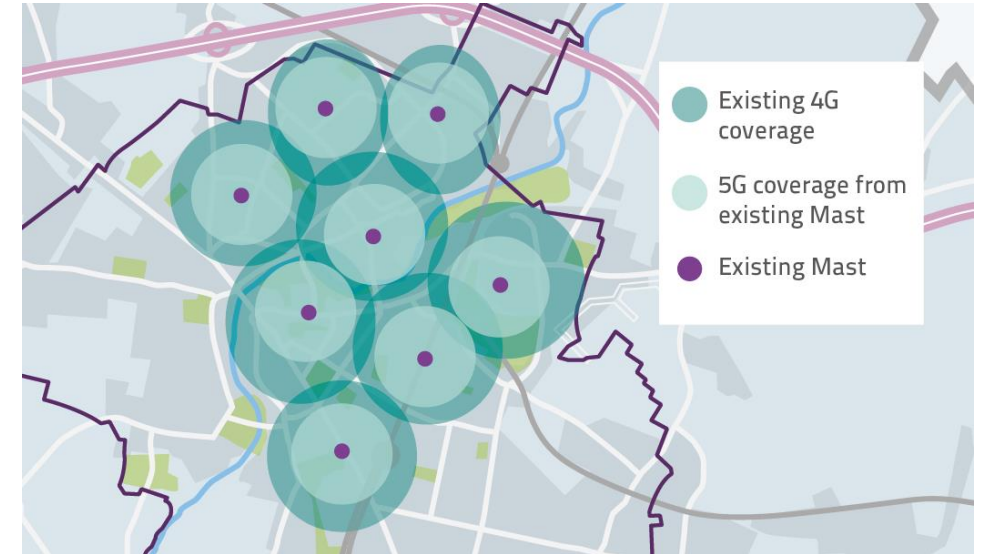 Existing 4G
coverage
5G coverage from
existing Mast
Existing Mast